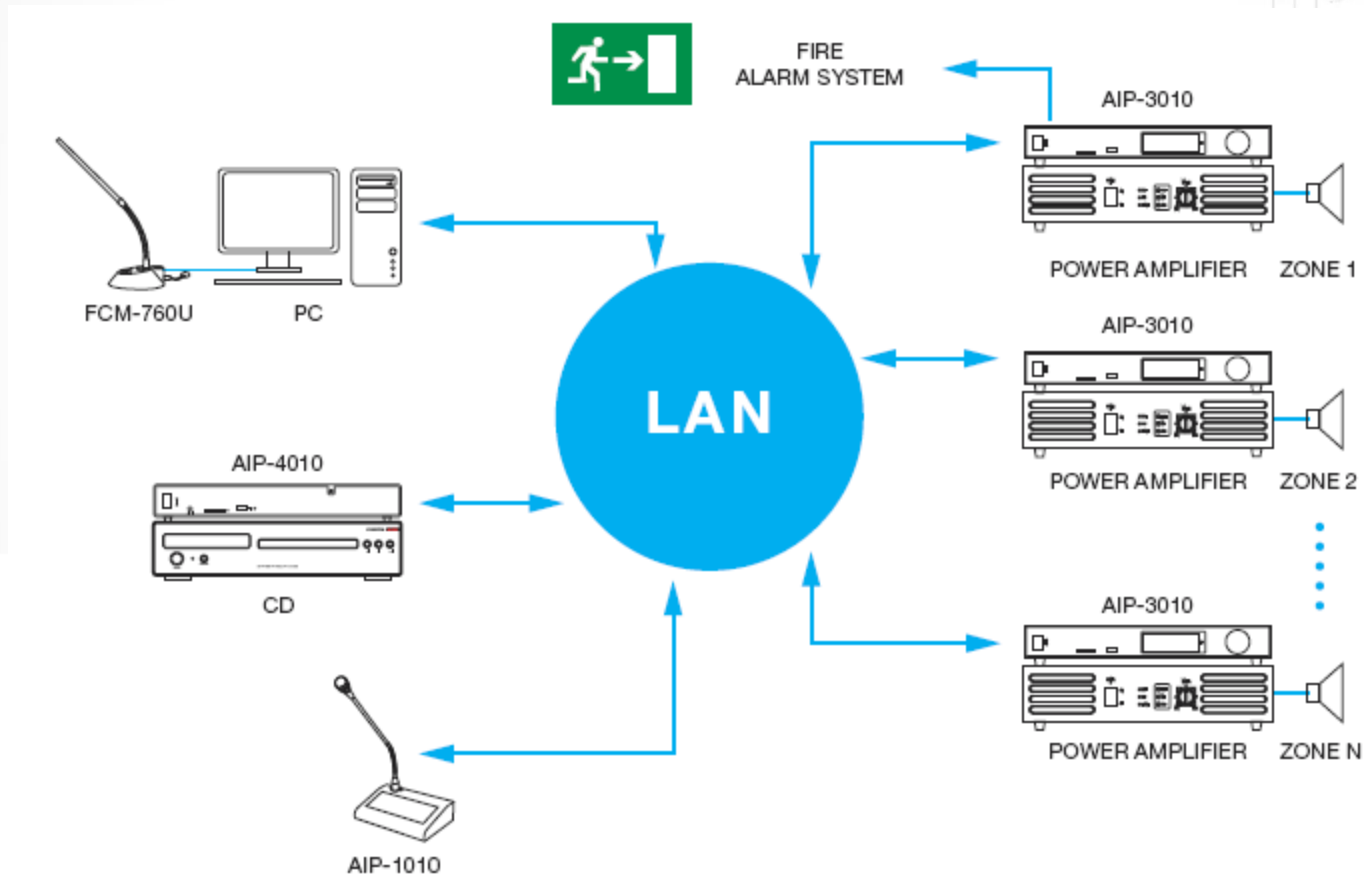 FIRE
ALARM SYSTEM
AIP-3010
POWER AMPLIFIER ZONE 1
FCM-760U PC
AIP-3010
LAN
POWER AMPLIFIER ZONE 2
AIP-4010
CD
AIP-3010
POWER AMPLIFIER ZONE N
AIP-1010